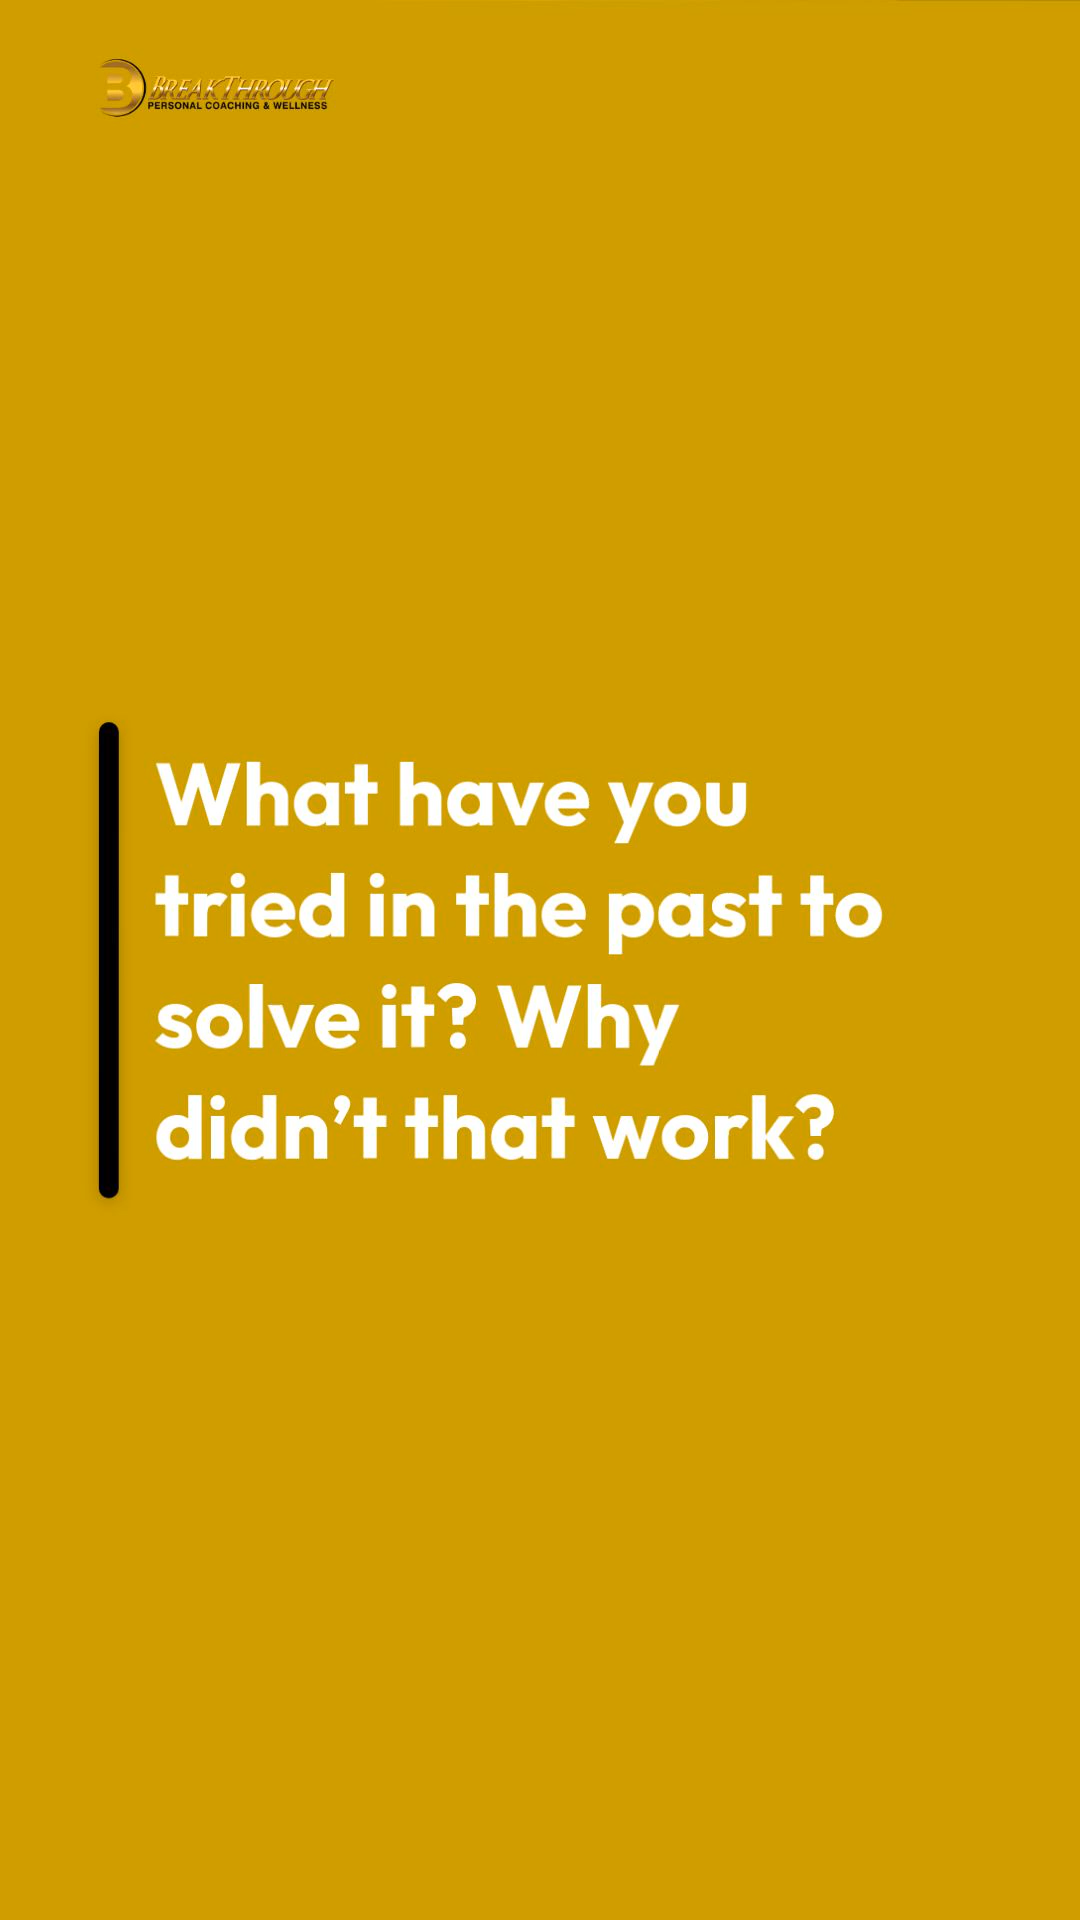 B BREAKTHROUGH
PERSONAL COACHING & WELLNESS
What have you
tried in the past to
solve it? Why
didn’t that work?